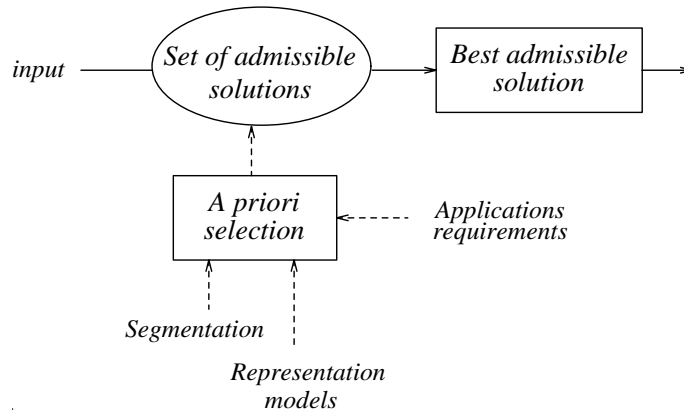 input
Set of admissible
solutions
Best admissible
solution
A priori
selection
Applications
requirements
Segmentation
Representation
models